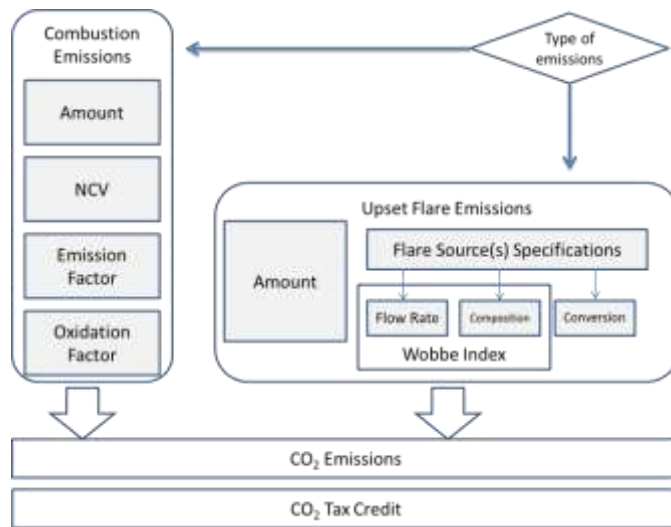 Combustion
Emissions
Amount
NCV
Emission
Factor
Oxidation
Factor
Type of
emissions
Upset Flare Emissions
Amount
Flare Source(s) Specifications
Flow Rate
Composition
Conversion
Wobbe Index
CO₂ Emissions
CO₂ Tax Credit